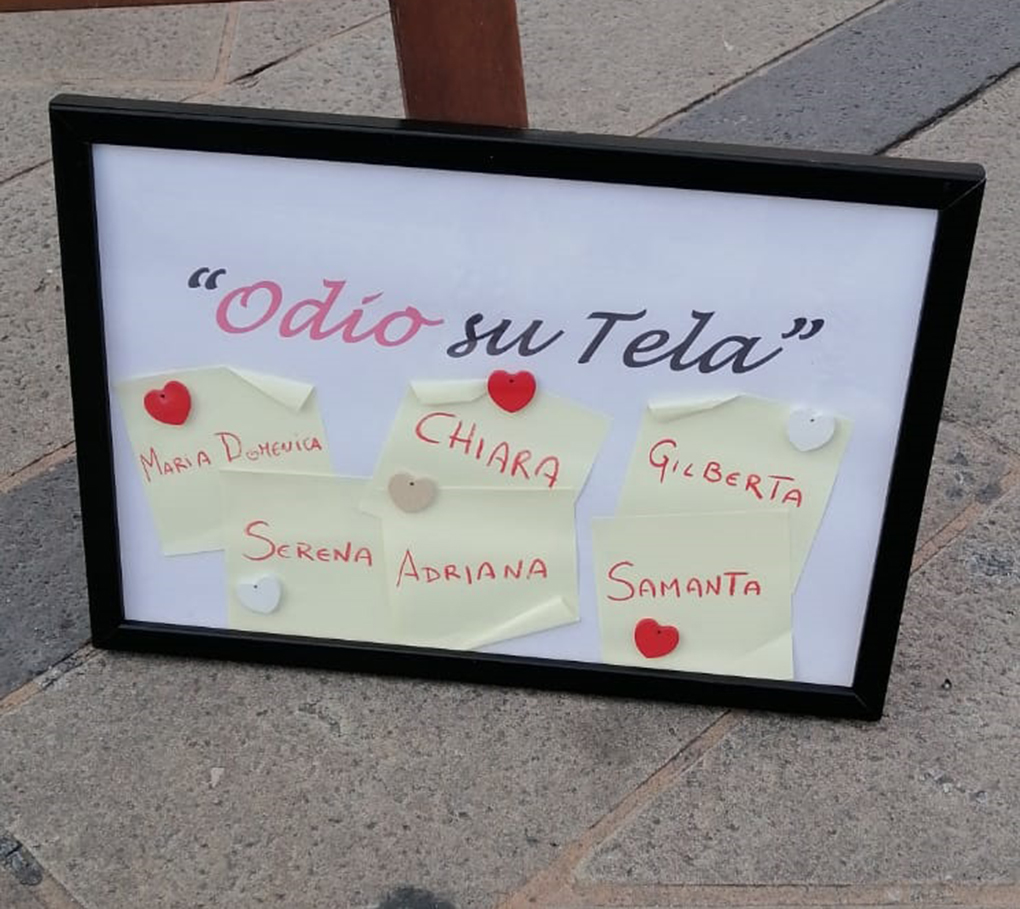 “Odio su Tela”
Maria Domenica
CHIARA
GILBERTA
SERENA
ADRIANA
SAMANTA